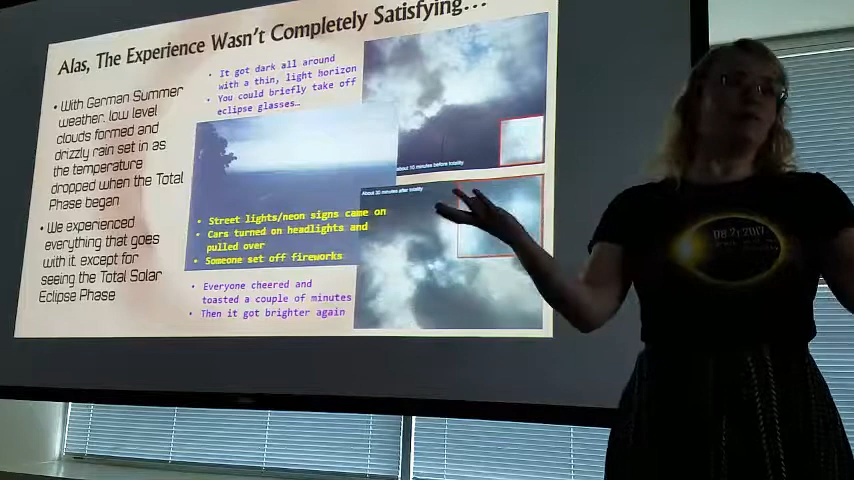 Alas, The Experience Wasn't Completely Satisfying...
• With German Summer
weather, low level
clouds formed and
drizzly rain set in as
the temperature
dropped when the Total
Phase began
• We experienced
everything that goes
with it, except for
seeing the Total Solar
Eclipse Phase
• It got dark all around
with a thin, light horizon
• You could briefly take off
eclipse glasses...
• Street lights/neon signs came on
• Cars turned on headlights and
pulled over
• Someone set off fireworks
• Everyone cheered and
toasted a couple of minutes
• Then it got brighter again
About 10 minutes before totality
About 30 minutes after totality
08.21.2017